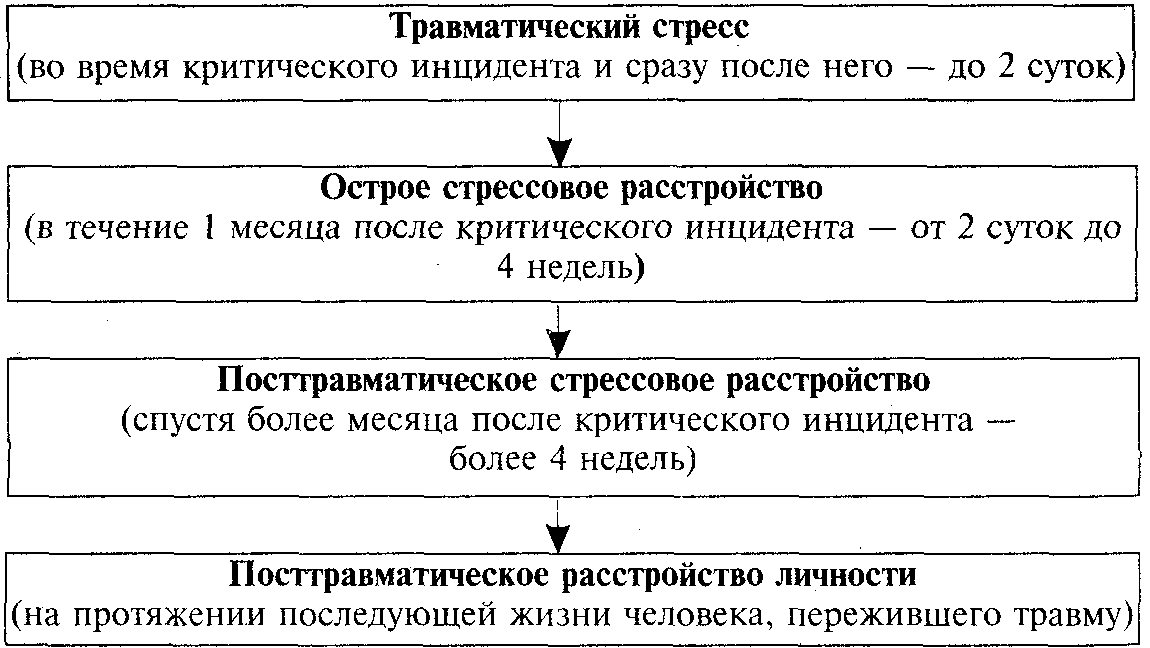 Травматический стресс
(во время критического инцидента и сразу после него — до 2 суток)
Острое стрессовое расстройство
(в течение 1 месяца после критического инцидента — от 2 суток до
4 недель)
Посттравматическое стрессовое расстройство
(спустя более месяца после критического инцидента —
более 4 недель)
Посттравматическое расстройство личности
(на протяжении последующей жизни человека, пережившего травму)